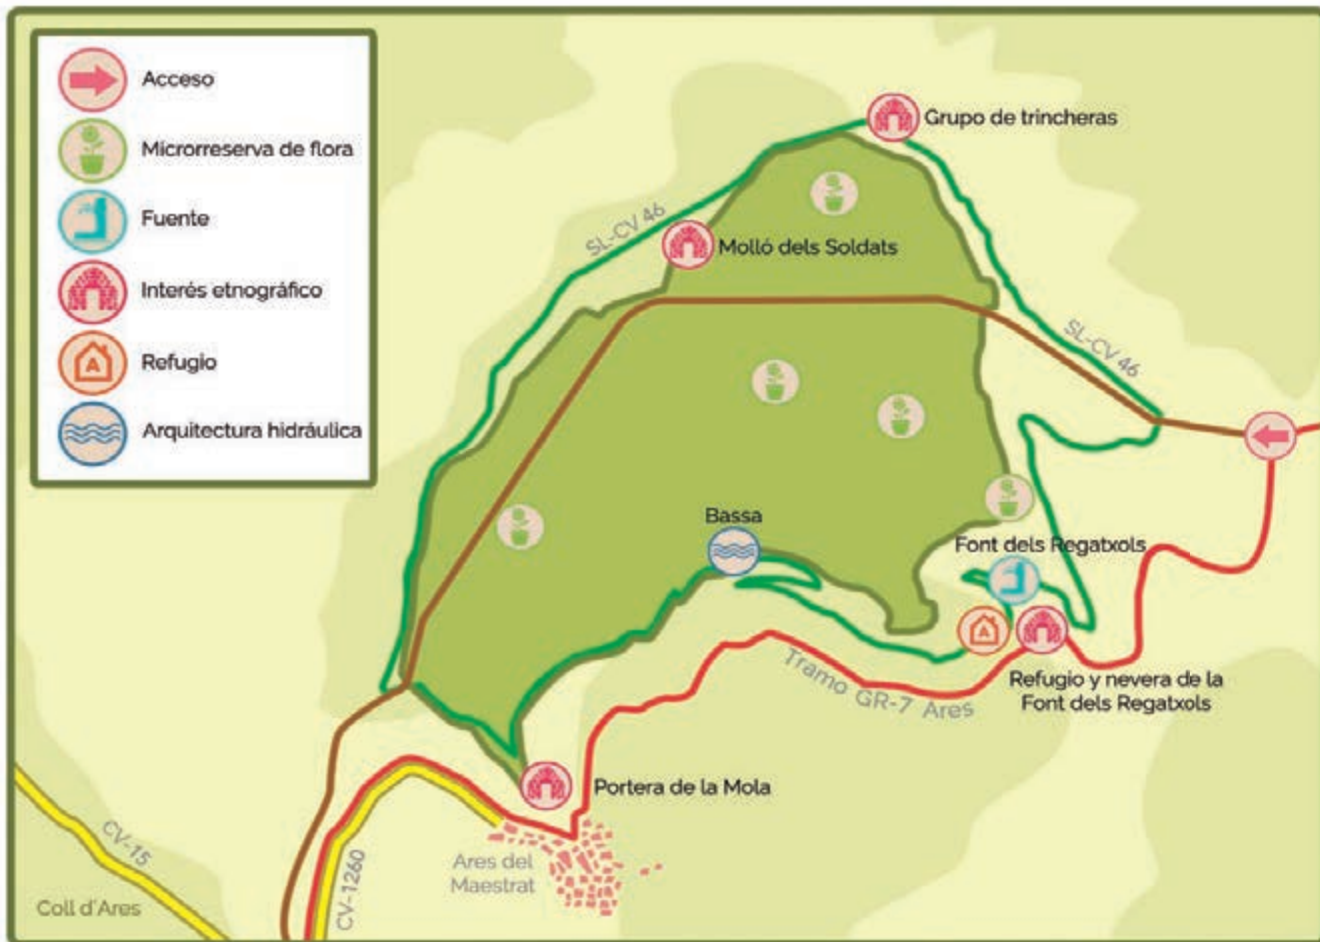 Acceso
Microrreserva de flora
Fuente
Interés etnográfico
Refugio
A
Arquitectura hidráulica
Grupo de trincheras
SL-CV 46
Molló dels Soldats
SL-CV 46
Bassa
Font dels Regatxols
A
Tramo GR-7 Ares
Refugio y nevera de la
Font dels Regatxols
Portera de la Mola
CV-15
CV-1260
Ares del
Maestrat
Coll d'Ares